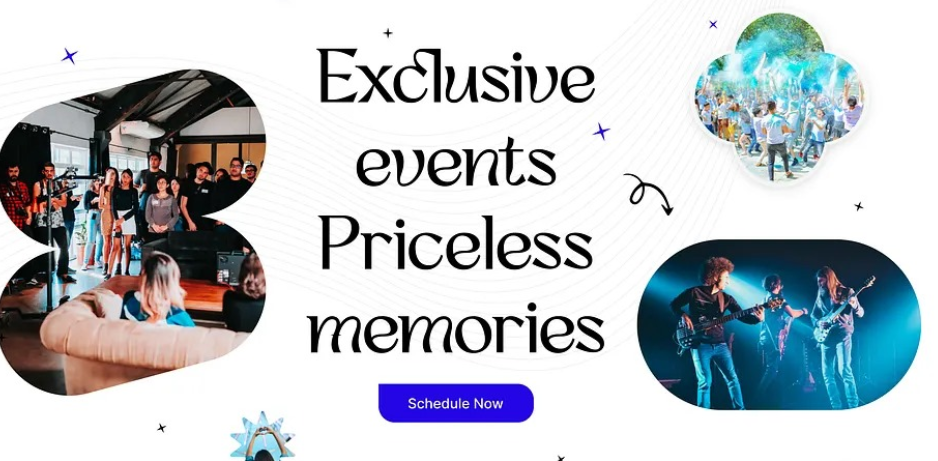 Exclusive
events
Priceless
memories
Schedule Now